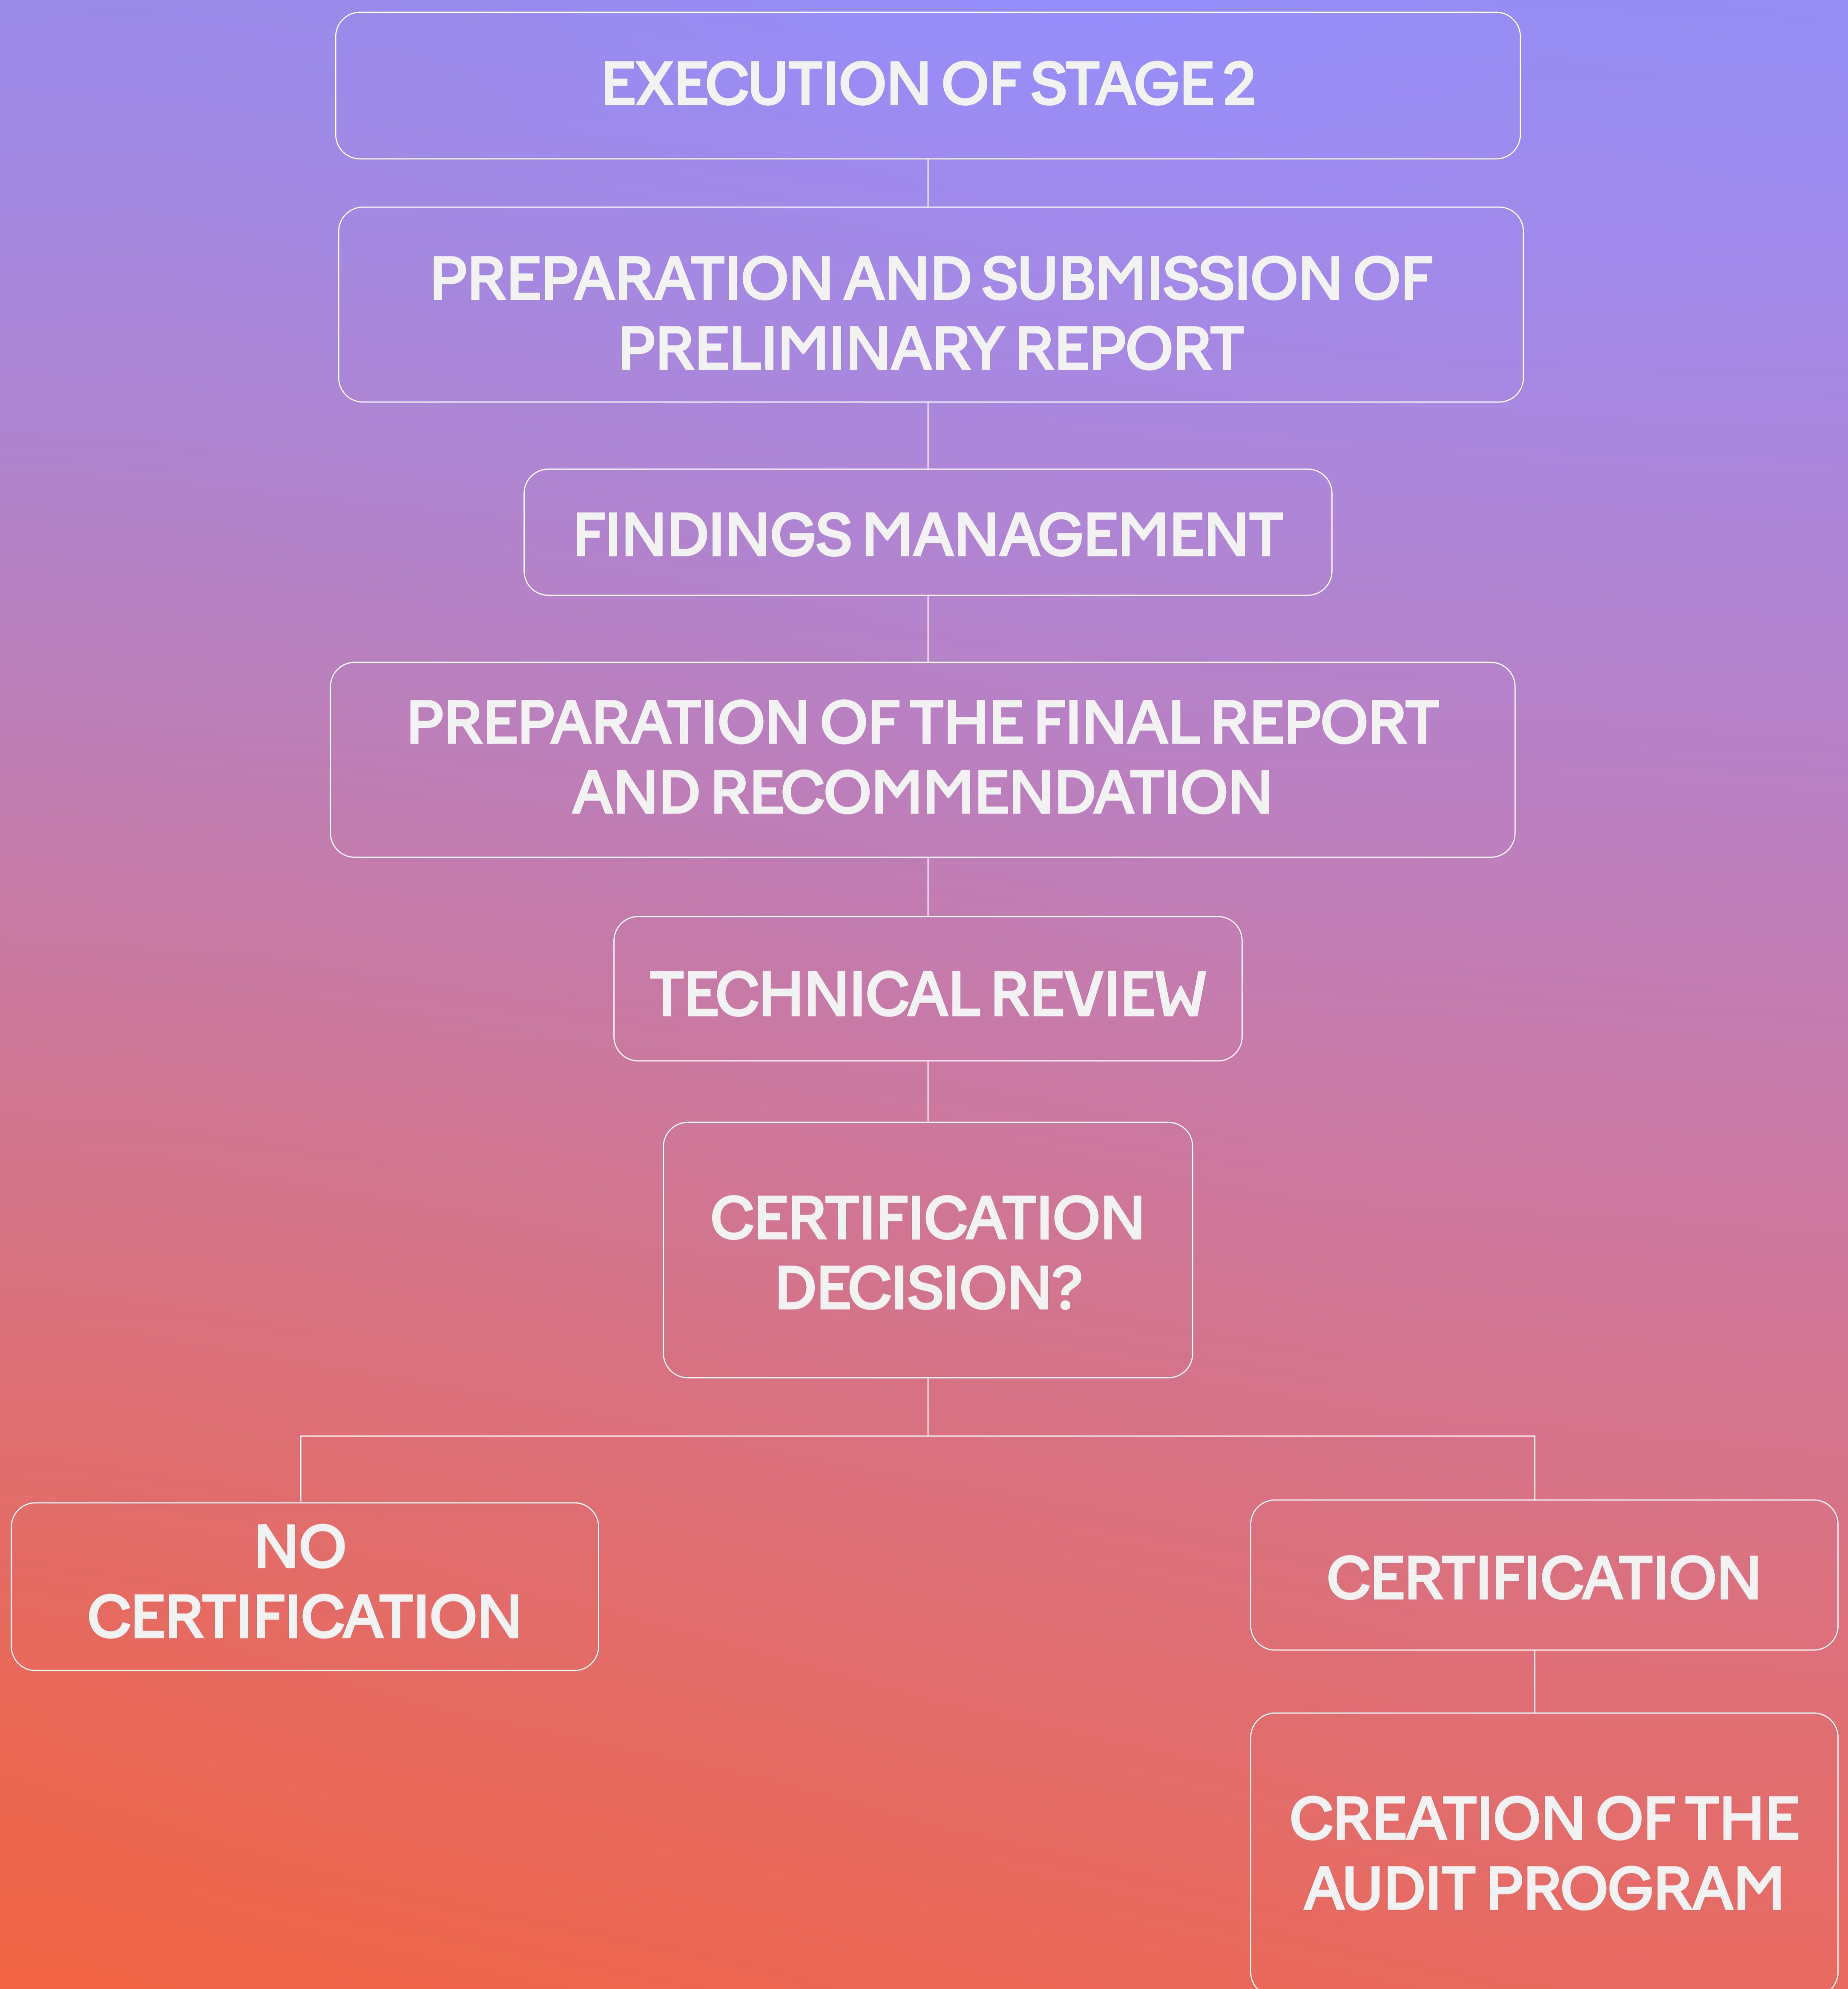 EXECUTION OF STAGE 2
PREPARATION AND SUBMISSION OF
PRELIMINARY REPORT
FINDINGS MANAGEMENT
PREPARATION OF THE FINAL REPORT
AND RECOMMENDATION
TECHNICAL REVIEW
CERTIFICATION
DECISION?
NO
CERTIFICATION
CERTIFICATION
CREATION OF THE
AUDIT PROGRAM